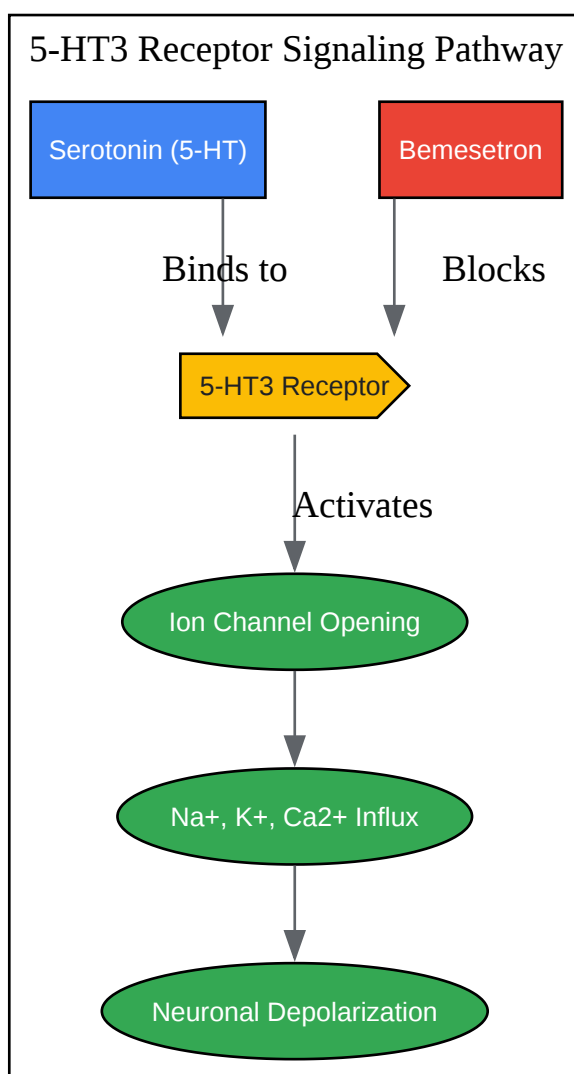 5-HT3 Receptor Signaling Pathway
Serotonin (5-HT)
Bemesetron
Binds to
Blocks
5-HT3 Receptor
Activates
Ion Channel Opening
Na+, K+, Ca2+ Influx
Neuronal Depolarization